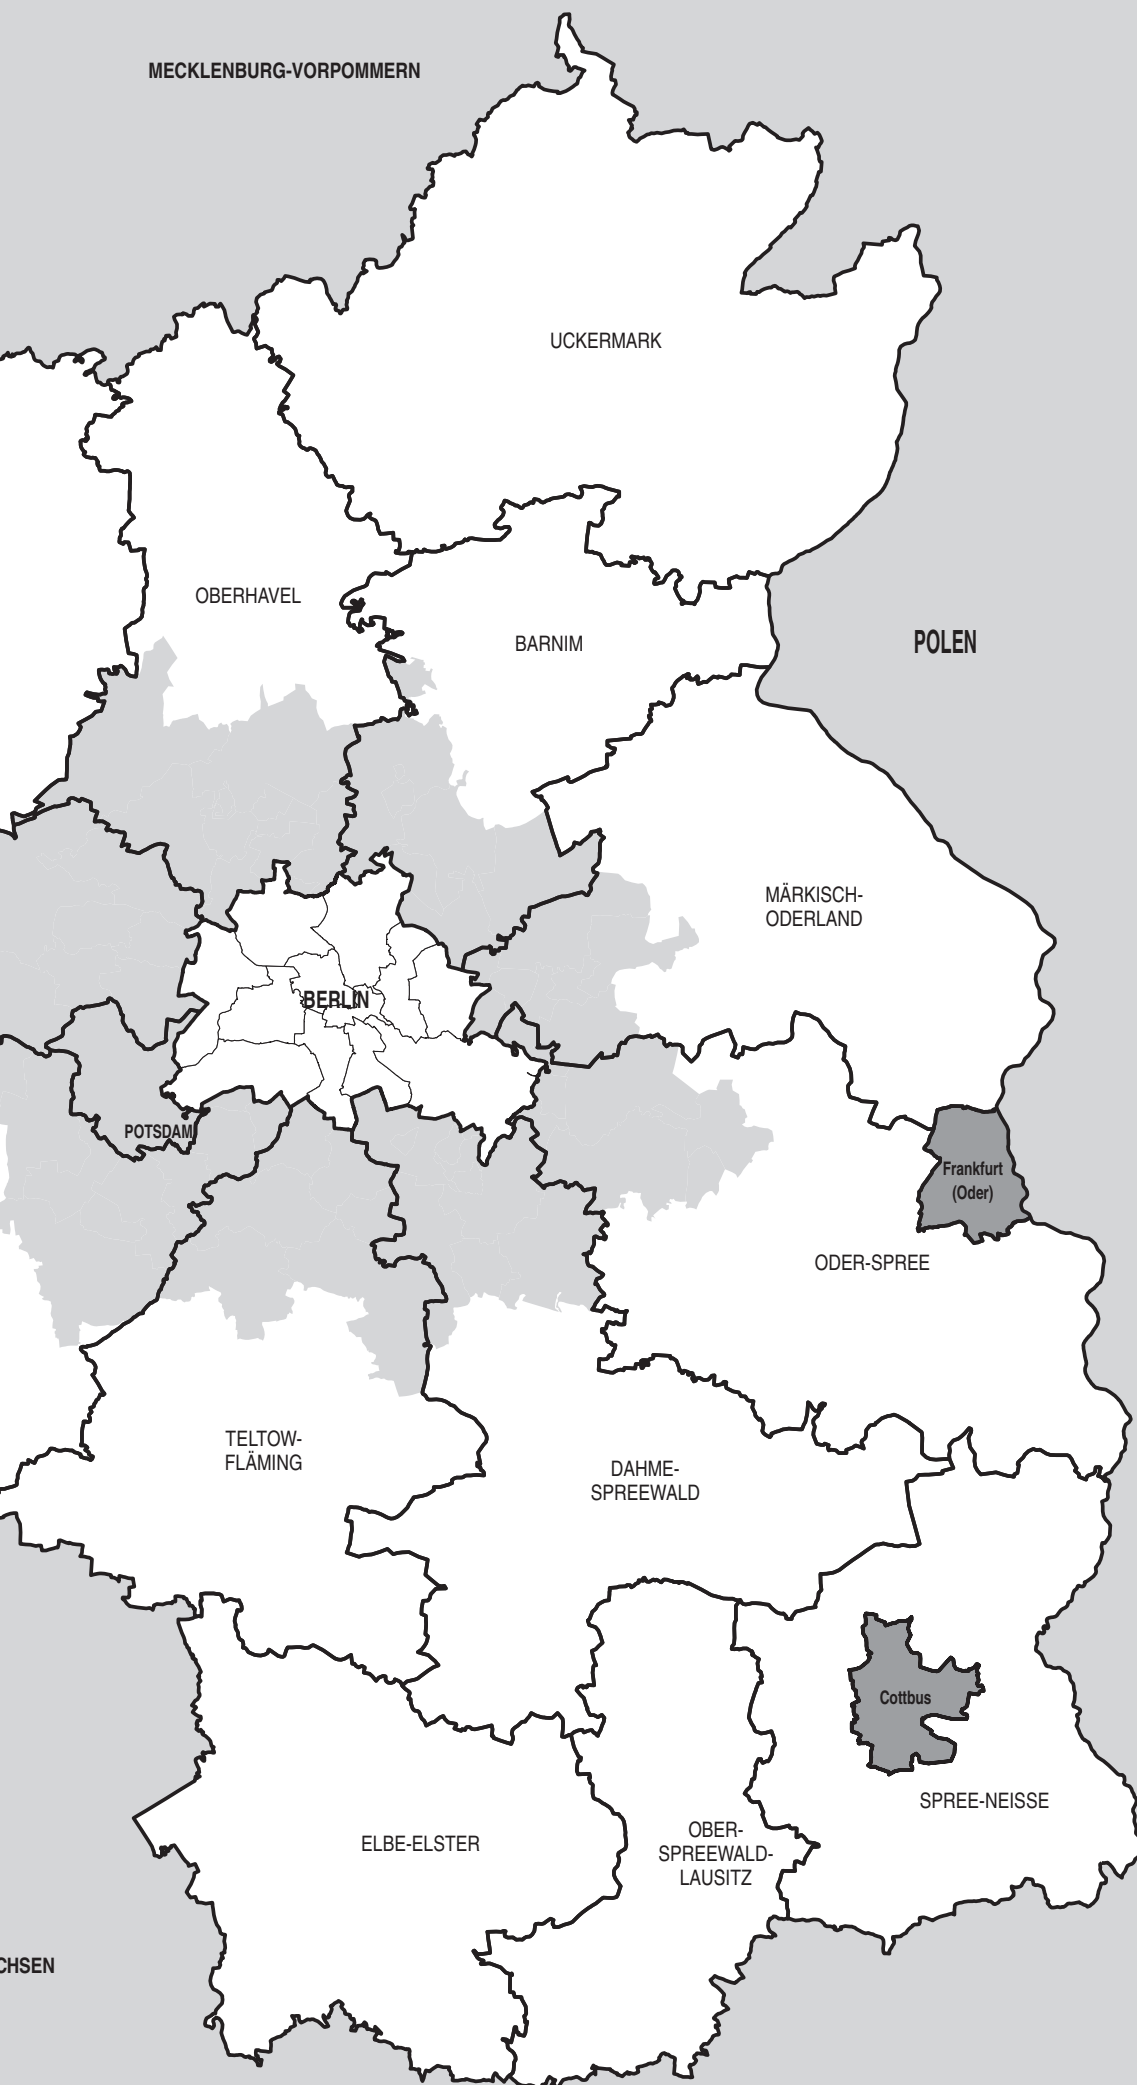 MECKLENBURG-VORPOMMERN
UCKERMARK
OBERHAVEL
BARNIM
POLEN
MÄRKISCH-
ODERLAND
BERLIN
POTSDAM
Frankfurt
(Oder)
ODER-SPREE
TELTOW-
FLÄMING
DAHME-
SPREEWALD
Cottbus
SPREE-NEISSE
ELBE-ELSTER
OBER-
SPREEWALD-
LAUSITZ
CHSEN